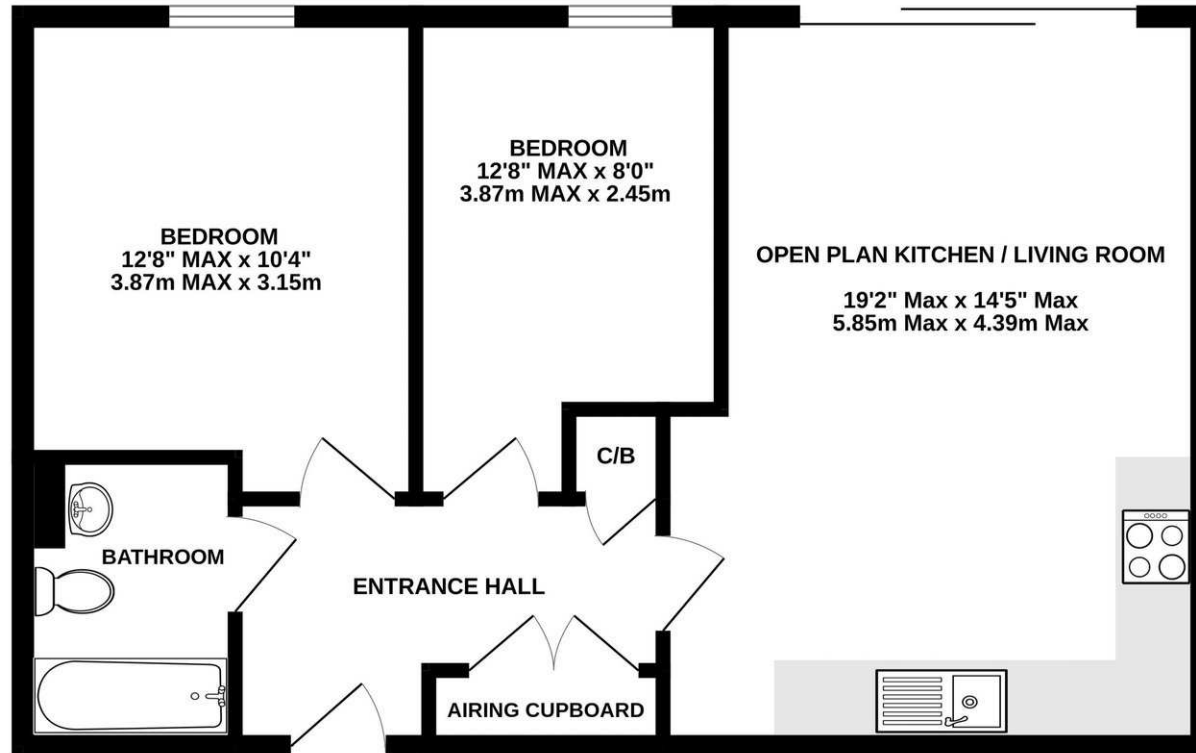 BEDROOM
12'8" MAX x 10'4"
3.87m MAX x 3.15m
BEDROOM
12'8" MAX x 8'0"
3.87m MAX x 2.45m
OPEN PLAN KITCHEN / LIVING ROOM
19'2" Max x 14'5" Max
5.85m Max x 4.39m Max
C/B
BATHROOM
ENTRANCE HALL
AIRING CUPBOARD